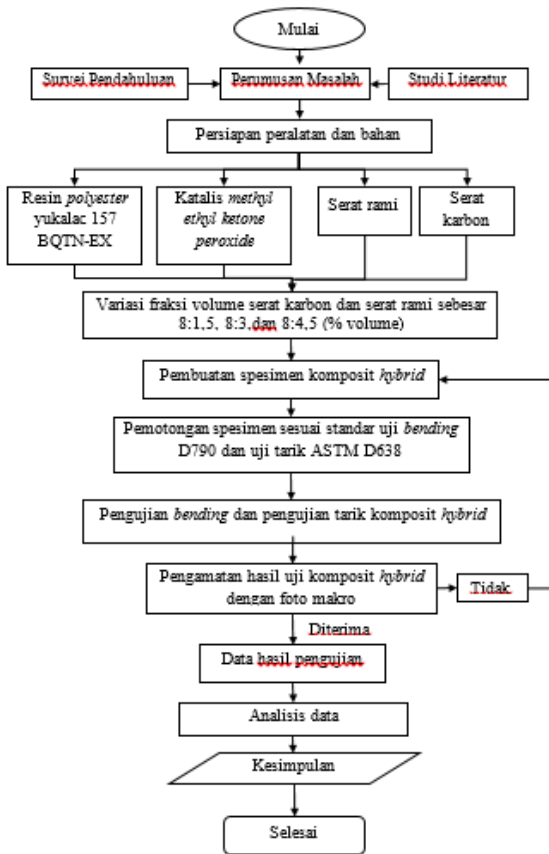 Mulai
Survei Pendahuluan
Perumusan Masalah
Studi Literatur
Persiapan peralatan dan bahan
Resin polyester
yukalac 157
BQTN-EX
Katalis methyl
ethyl ketone
peroxide
Serat rami
Serat
karbon
Variasi fraksi volume serat karbon dan serat rami sebesar
8:1,5, 8:3,dan 8:4,5 (% volume)
Pembuatan spesimen komposit hybrid
Pemotongan spesimen sesuai standar uji bending
D790 dan uji tarik ASTM D638
Pengujian bending dan pengujian tarik komposit hybrid
Pengamatan hasil uji komposit hybrid
dengan foto makro
Tidak
Diterima
Data hasil pengujian
Analisis data
Kesimpulan
Selesai